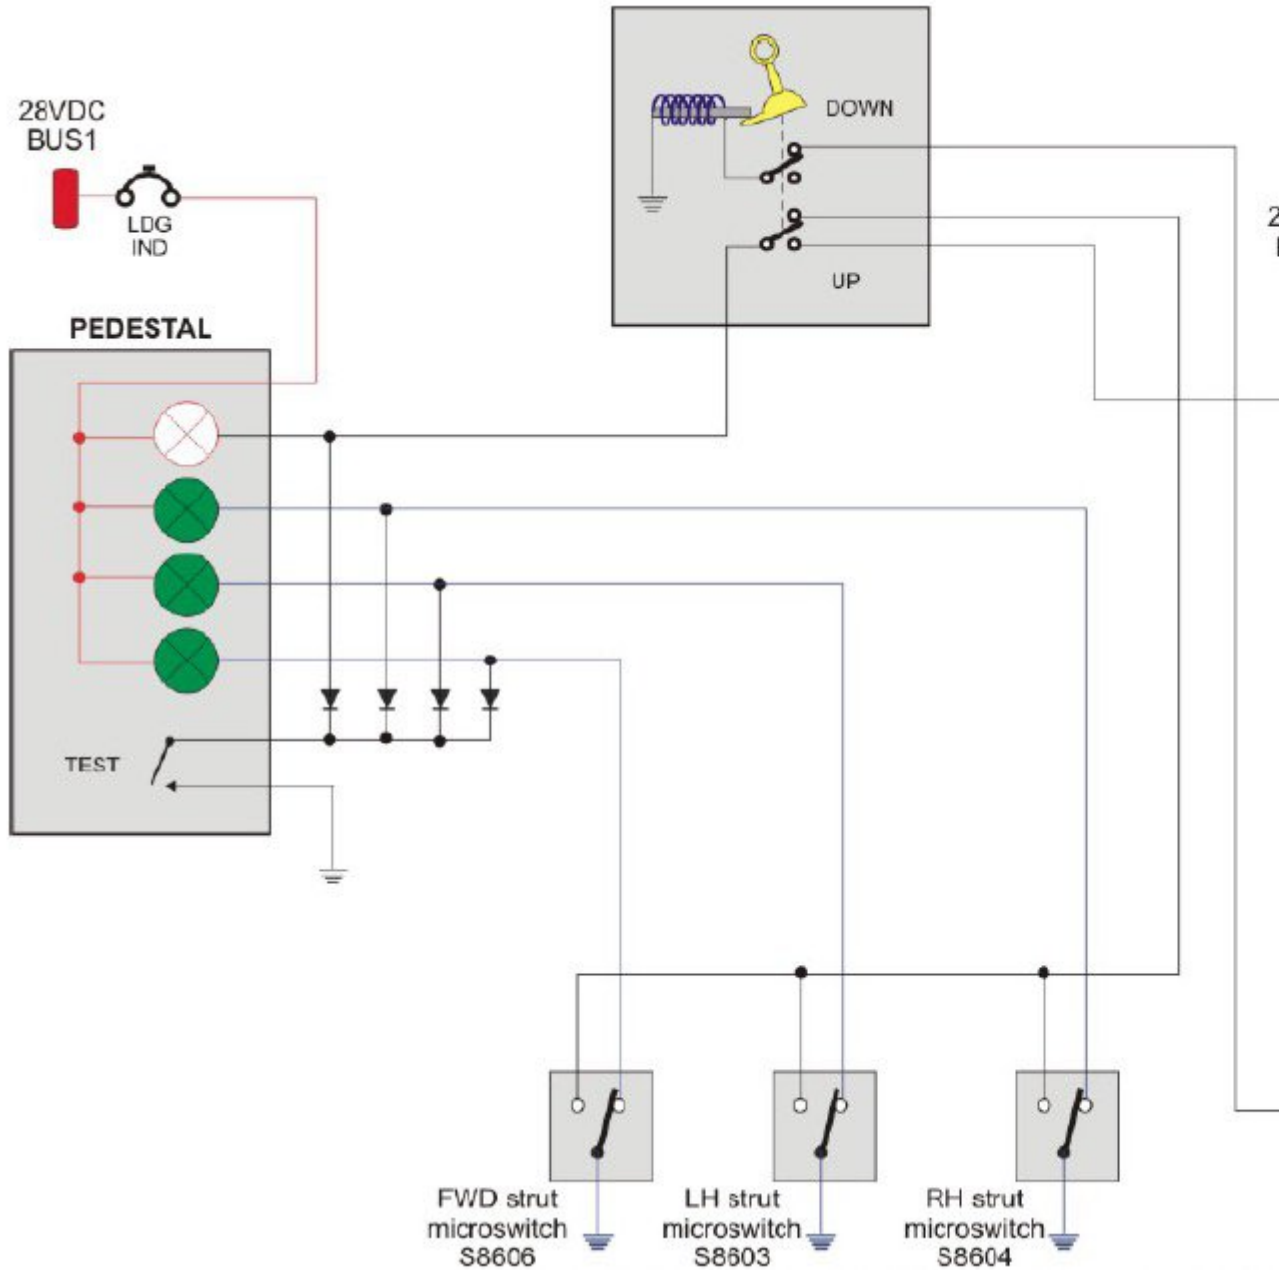 28VDC
BUS1
LDG
IND
DOWN
UP
2
PEDESTAL
TEST
FWD strut
microswitch
S8606
LH strut
microswitch
S8603
RH strut
microswitch
S8604